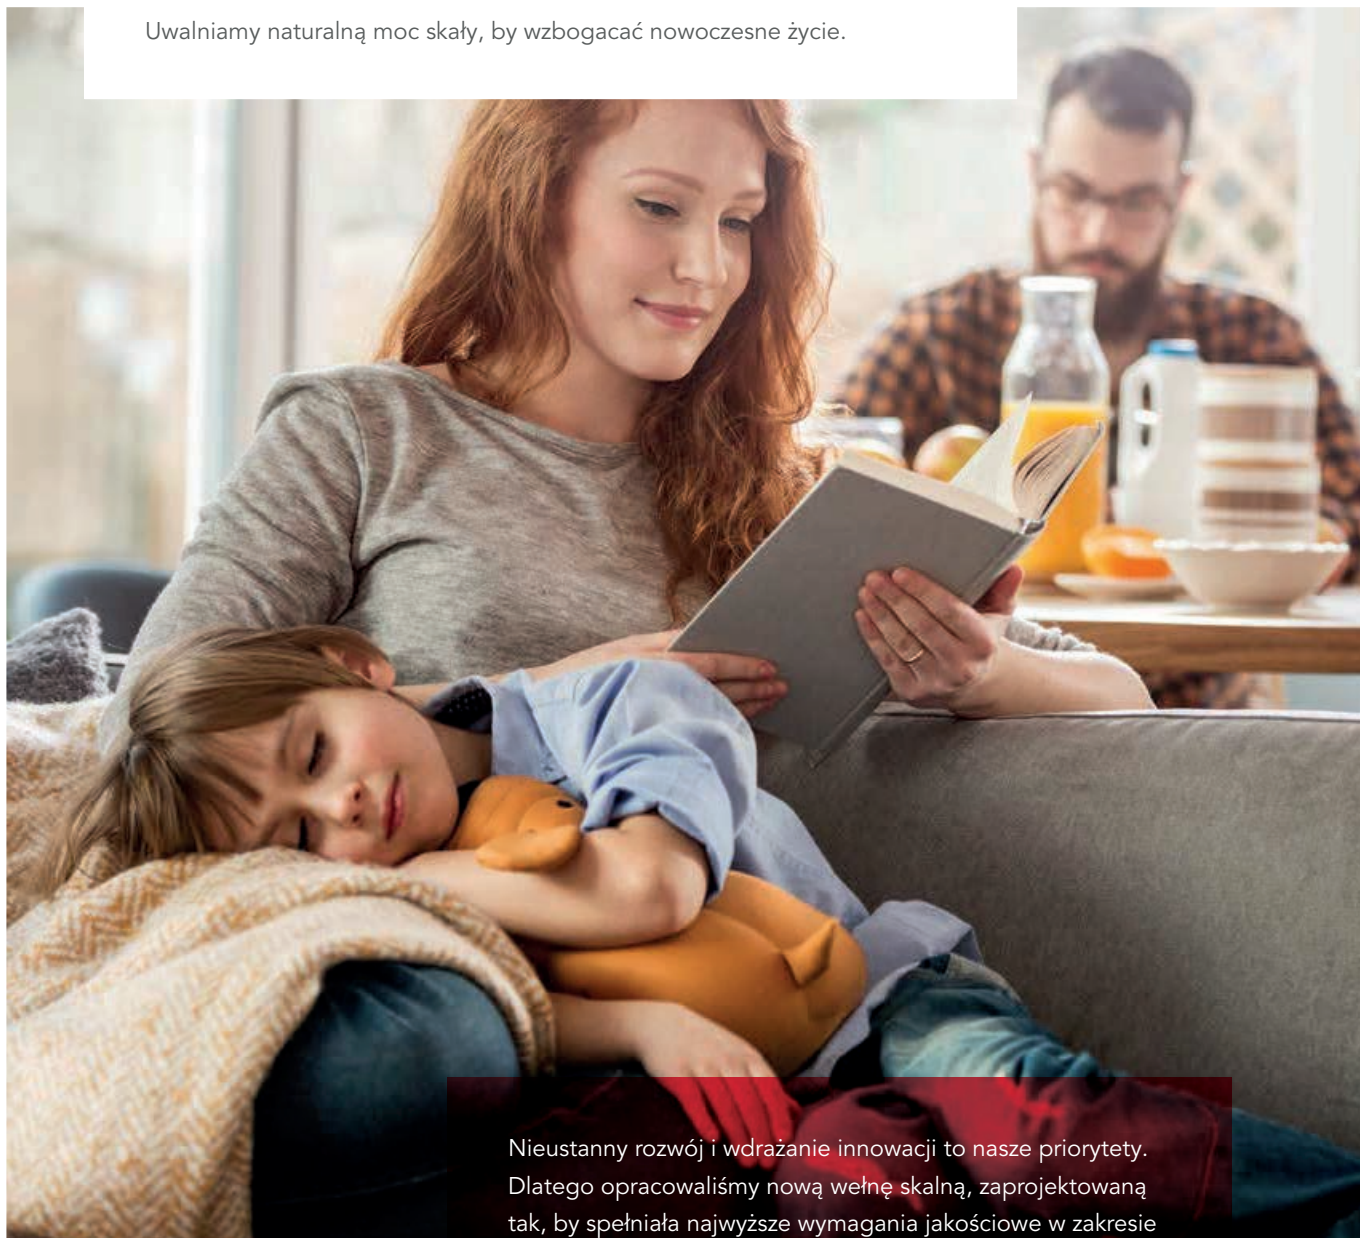 Uwalniamy naturalną moc skały, by wzbogacać nowoczesne życie.
Nieustanny rozwój i wdrażanie innowacji to nasze priorytety.
Dlatego opracowaliśmy nową wełnę skalną, zaprojektowaną
tak, by spełniała najwyższe wymagania jakościowe w zakresie